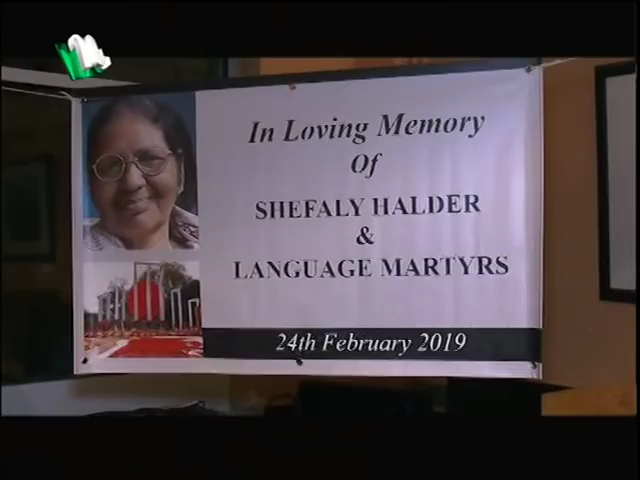 In Loving Memory
Of
SHEFALY HALDER
&
LANGUAGE MARTYRS
24th February 2019